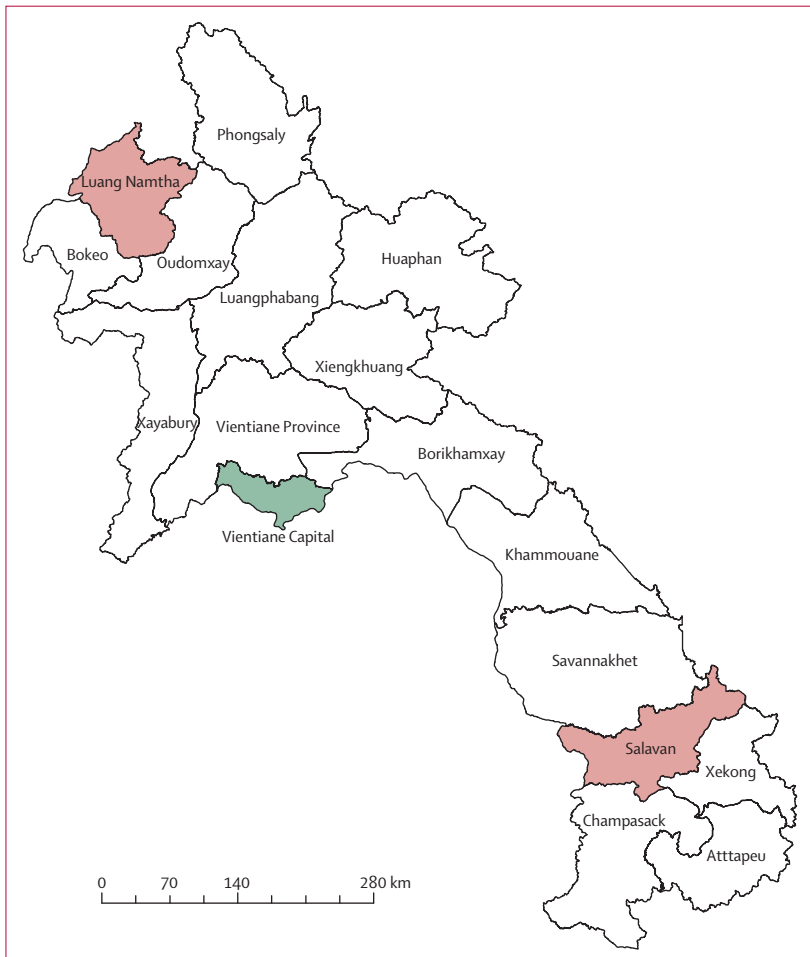 Phongsaly
Luang Namtha
Bokeo
Oudomxay
Huaphan
Luangphabang
Xiengkhuang
Xayabury
Vientiane Province
Borikhamxay
Vientiane Capital
Khammouane
Savannakhet
Salavan
Xekong
Champasack
Atttapeu
0 70 140 280 km